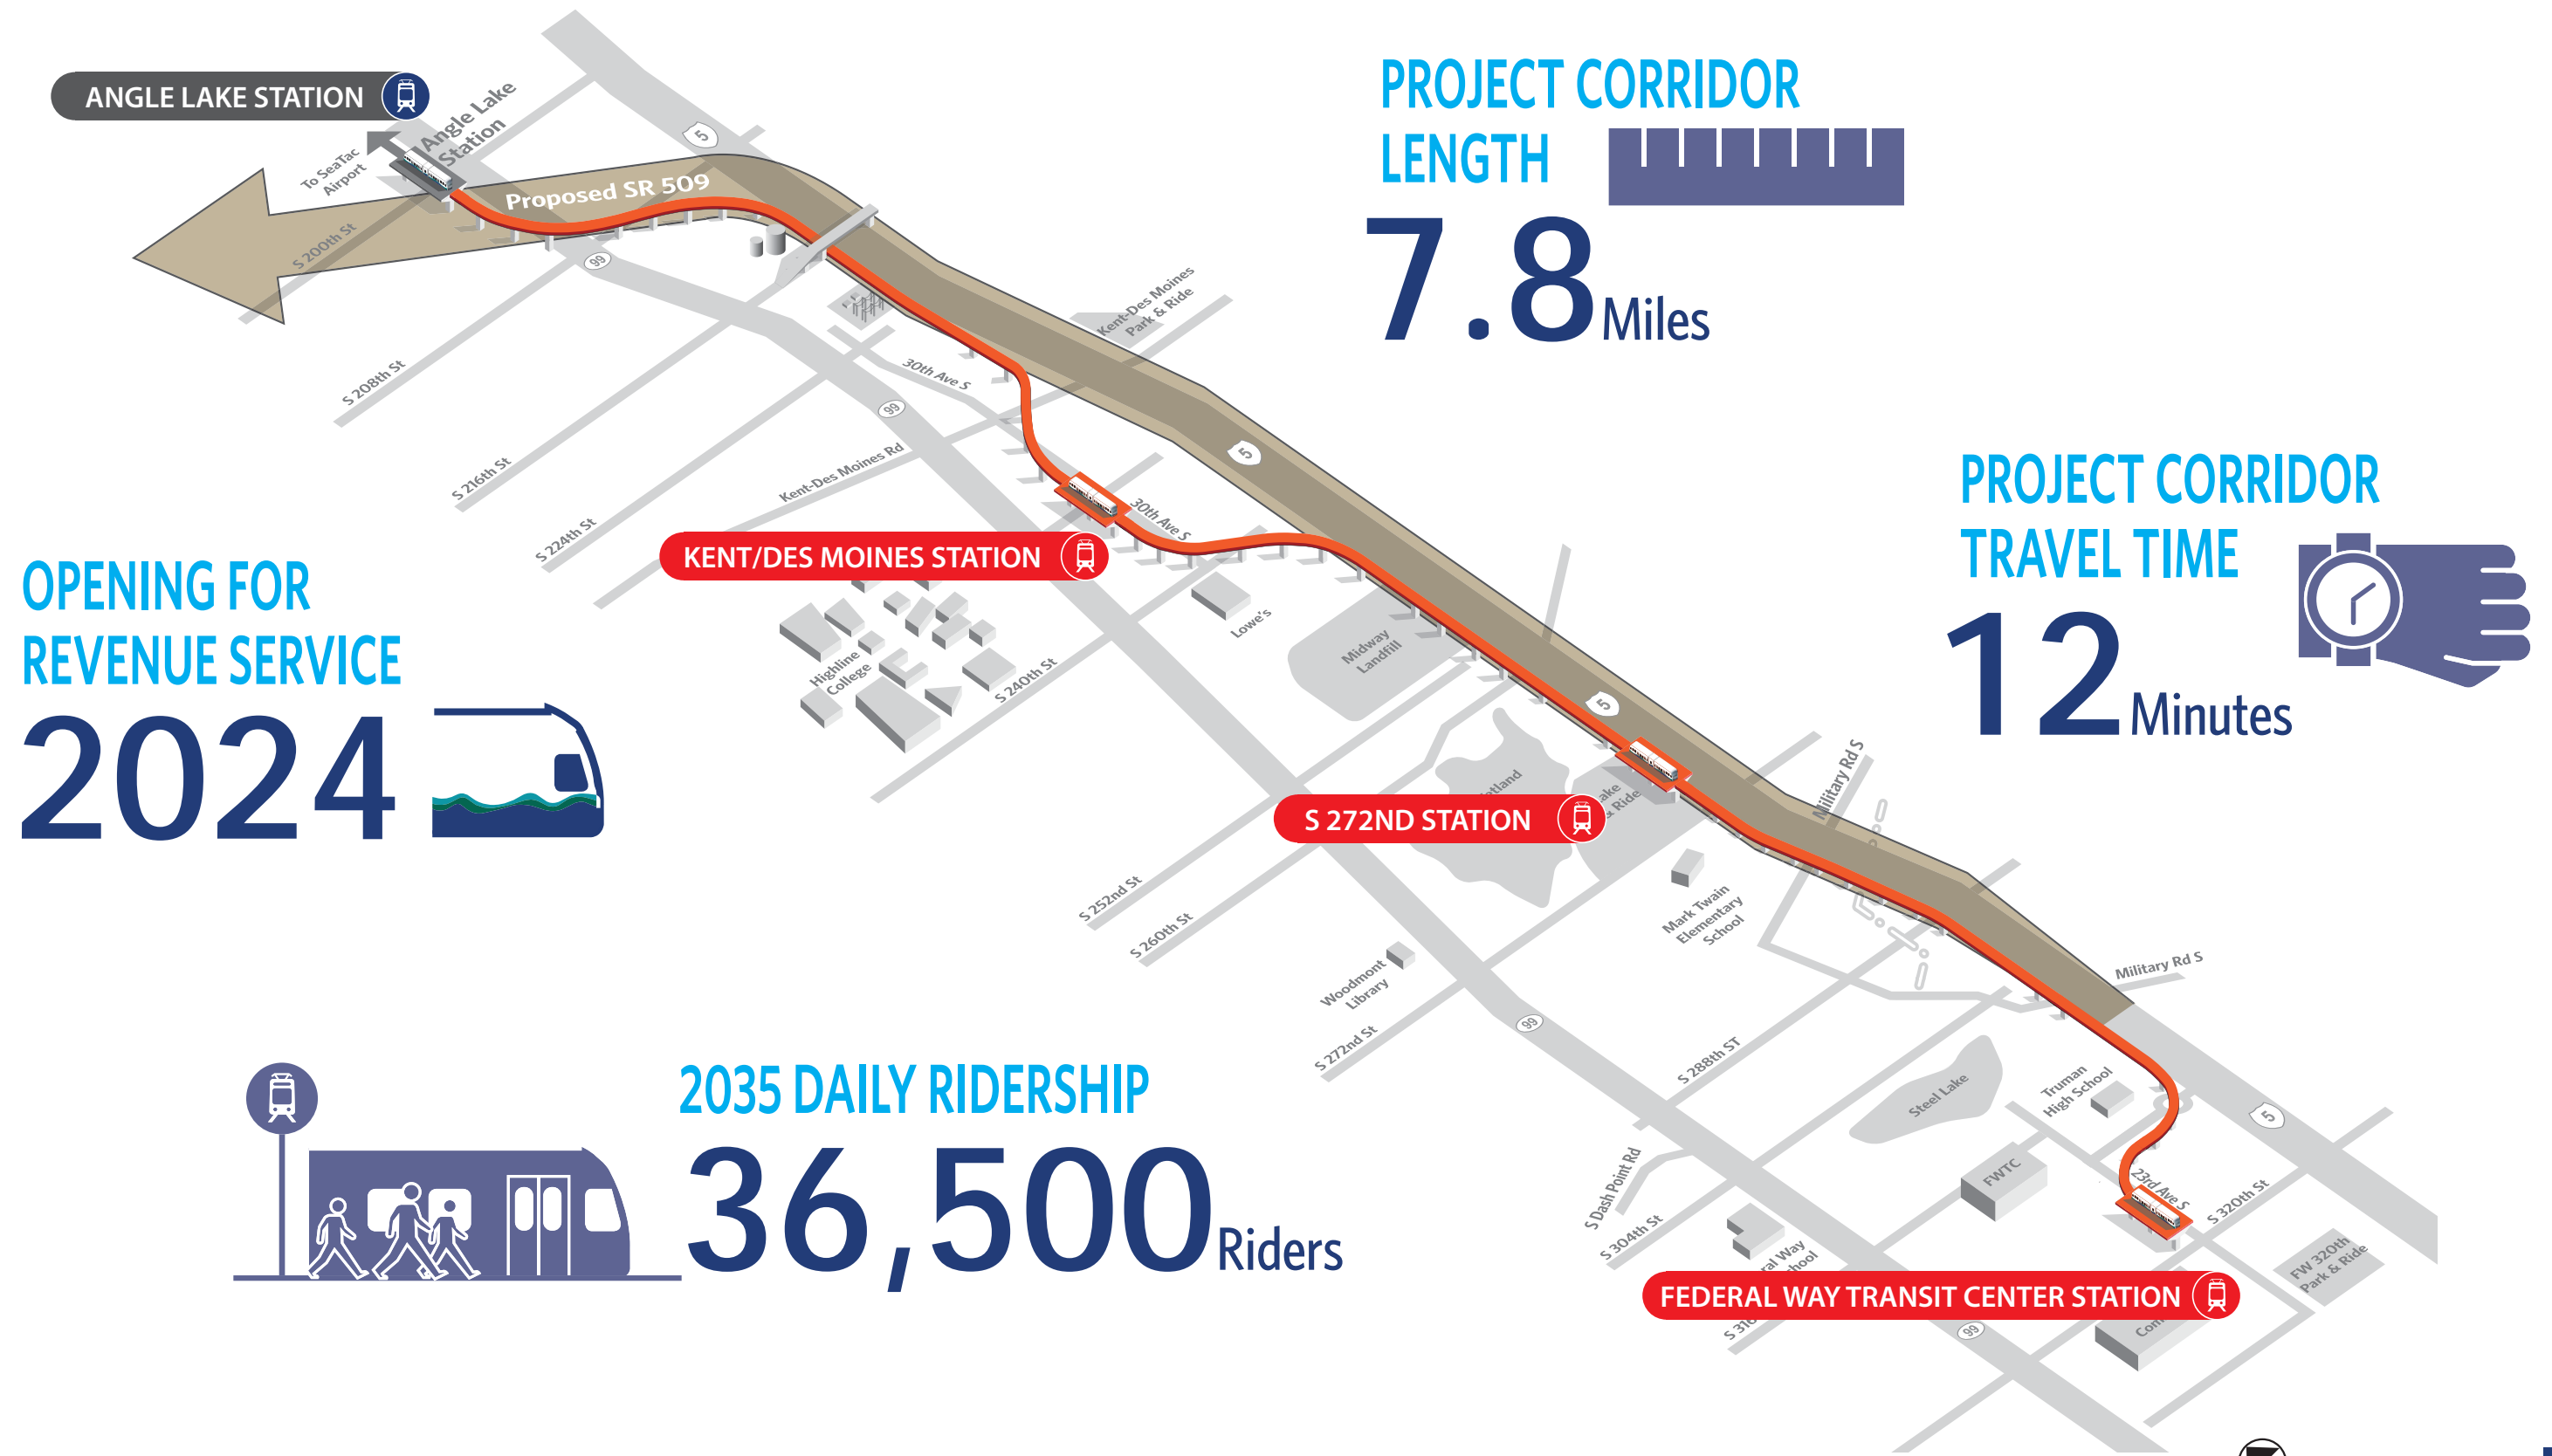 ANGLE LAKE STATION
Angle Lake
Station
To SeaTac
Airport
5
Proposed SR 509
PROJECT CORRIDOR
LENGTH
7.8 Miles
S 200th St
99
S 208th St
Kent-Des Moines
Park & Ride
30th Ave S
99
S 216th St
Kent-Des Moines Rd
5
S 224th St
30th Ave S
KENT/DES MOINES STATION
PROJECT CORRIDOR
TRAVEL TIME
12 Minutes
OPENING FOR
REVENUE SERVICE
2024
Lowe's
Midway
Landfill
Highline
College
S 240th St
5
Military Rd S
S 272ND STATION
& Ride
S 252nd St
S 260th St
Mark Twain
Elementary
School
Woodmont
Library
Military Rd S
S 272nd St
99
S 288th ST
2035 DAILY RIDERSHIP
36,500 Riders
Steel Lake
Truman
High School
5
S Dash Point Rd
FWTC
23rd Ave S
S 320th St
S 304th St
FW 320th
Park & Ride
FEDERAL WAY TRANSIT CENTER STATION
99